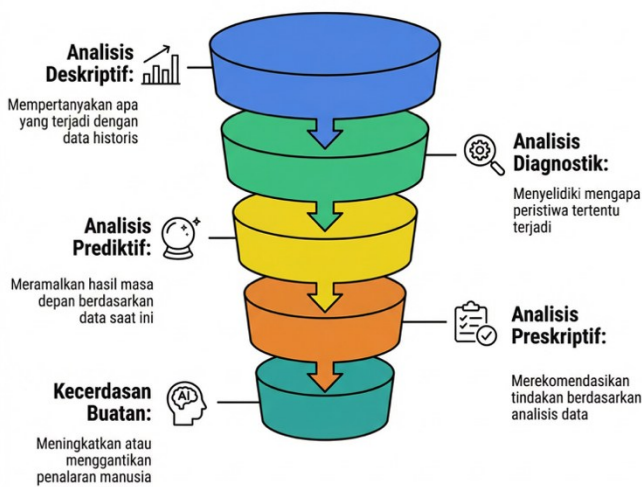 Analisis
Deskriptif:
Mempertanyakan apa
yang terjadi dengan
data historis
Analisis
Diagnostik:
Menyelidiki mengapa
peristiwa tertentu
terjadi
Analisis
Prediktif:
Meramalkan hasil masa
depan berdasarkan
data saat ini
Analisis
Preskriptif:
Merekomendasikan
tindakan berdasarkan
analisis data
Kecerdasan
Buatan:
AI
Meningkatkan atau
menggantikan
penalaran manusia